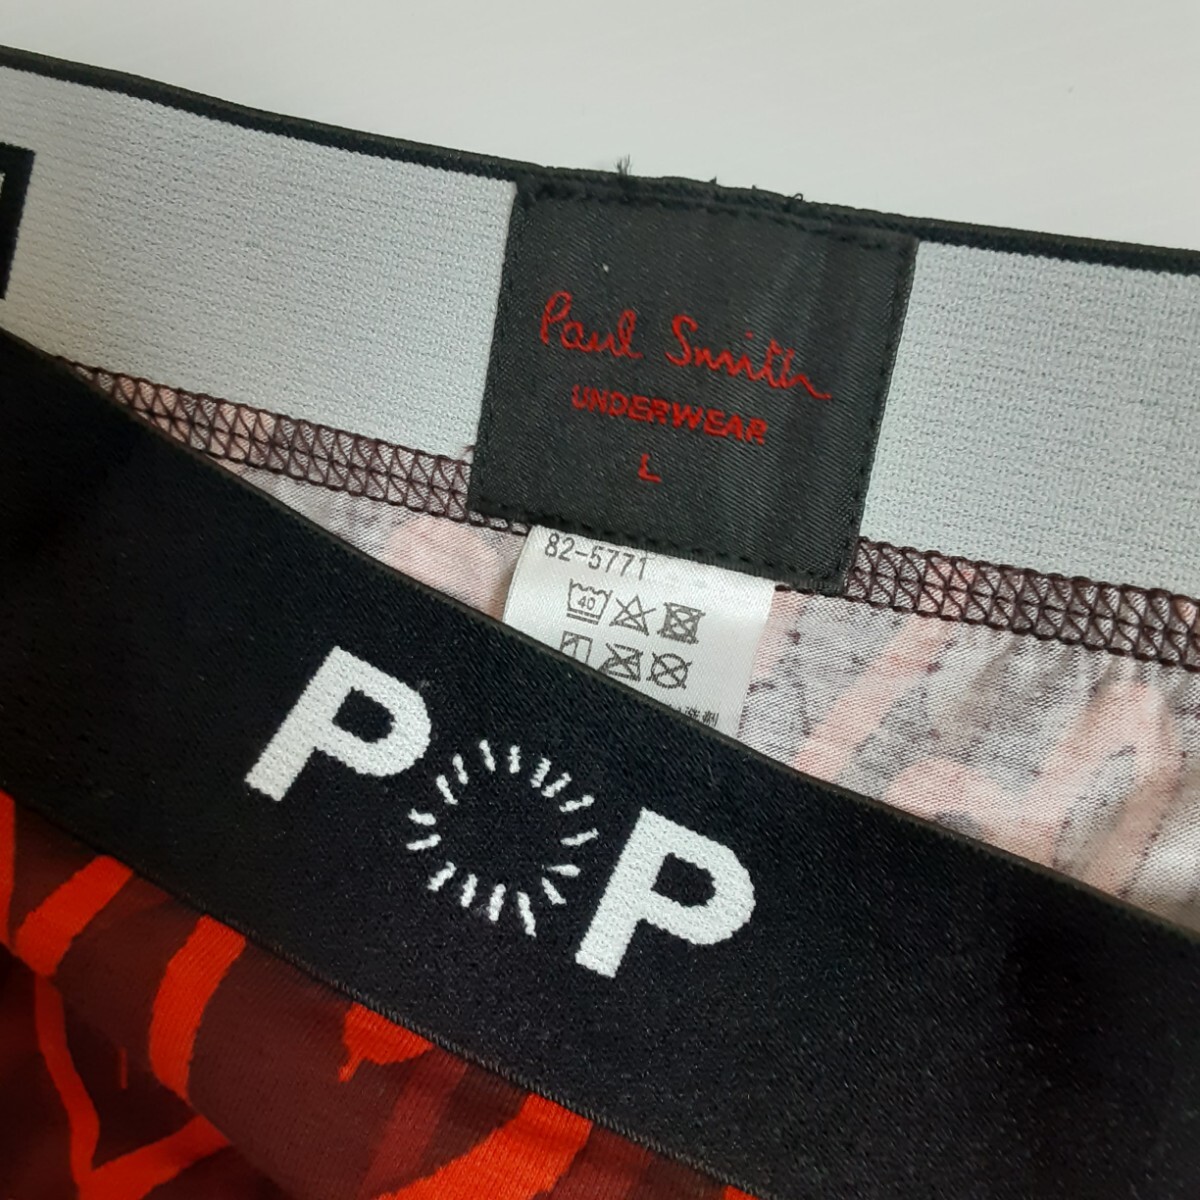 Paul Smith
UNDERWEAR
L
82-5771
40
POP